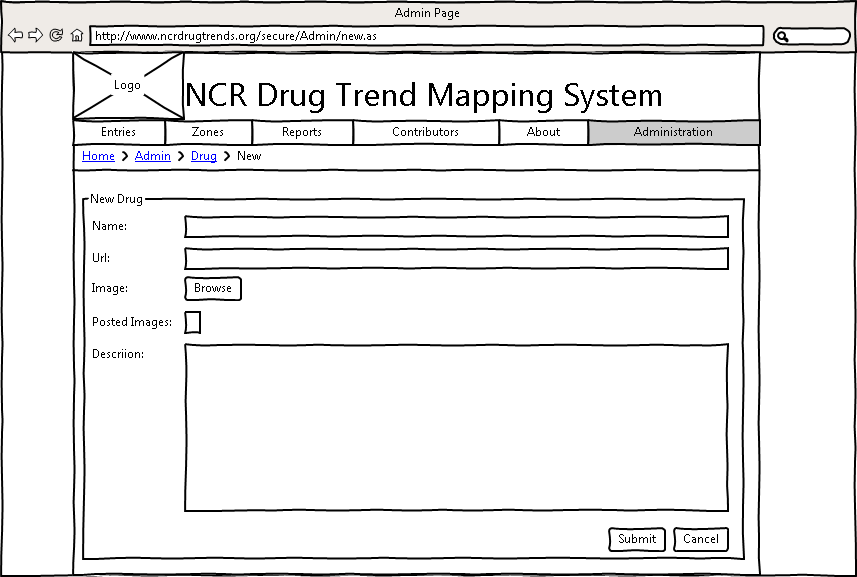 Admin Page
http://www.ncrdrugtrends.org/secure/Admin/new.as
Logo
NCR Drug Trend Mapping System
Entries Zones Reports Contributors About Administration
Home > Admin > Drug > New
New Drug
Name:
Url:
Image: Browse
Posted Images:
Descriion:
Submit Cancel